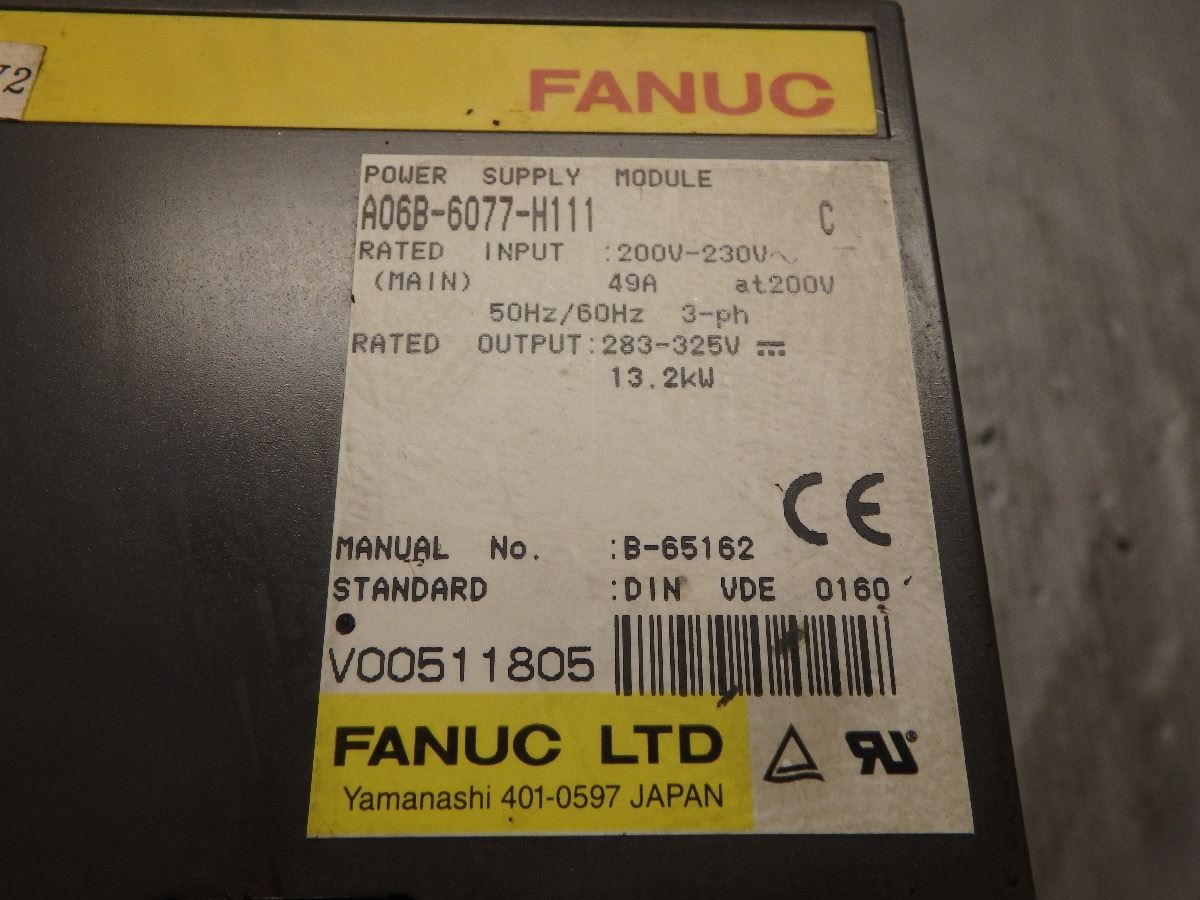 V2
FANUC
POWER SUPPLY MODULE
A06B-6077-H111 C
RATED INPUT :200V-230V~
(MAIN) 49A at200V
50Hz/60Hz 3-ph
RATED OUTPUT:283-325V ⎓
13.2kW
CE
MANUAL No. :B-65162
STANDARD :DIN VDE 0160
V00511805
FANUC LTD
Yamanashi 401-0597 JAPAN